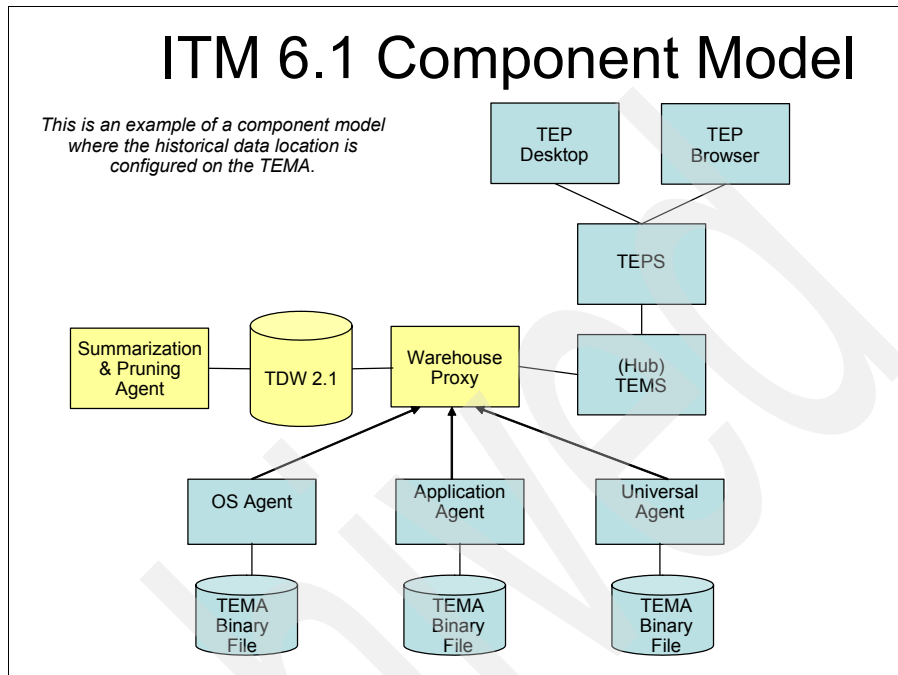 ITM 6.1 Component Model
This is an example of a component model
where the historical data location is
configured on the TEMA.
TEP
Desktop
TEP
Browser
TEPS
Summarization
& Pruning
Agent
TDW 2.1
Warehouse
Proxy
(Hub)
TEMS
OS Agent
Application
Agent
Universal
Agent
TEMA
Binary
File
TEMA
Binary
File
TEMA
Binary
File